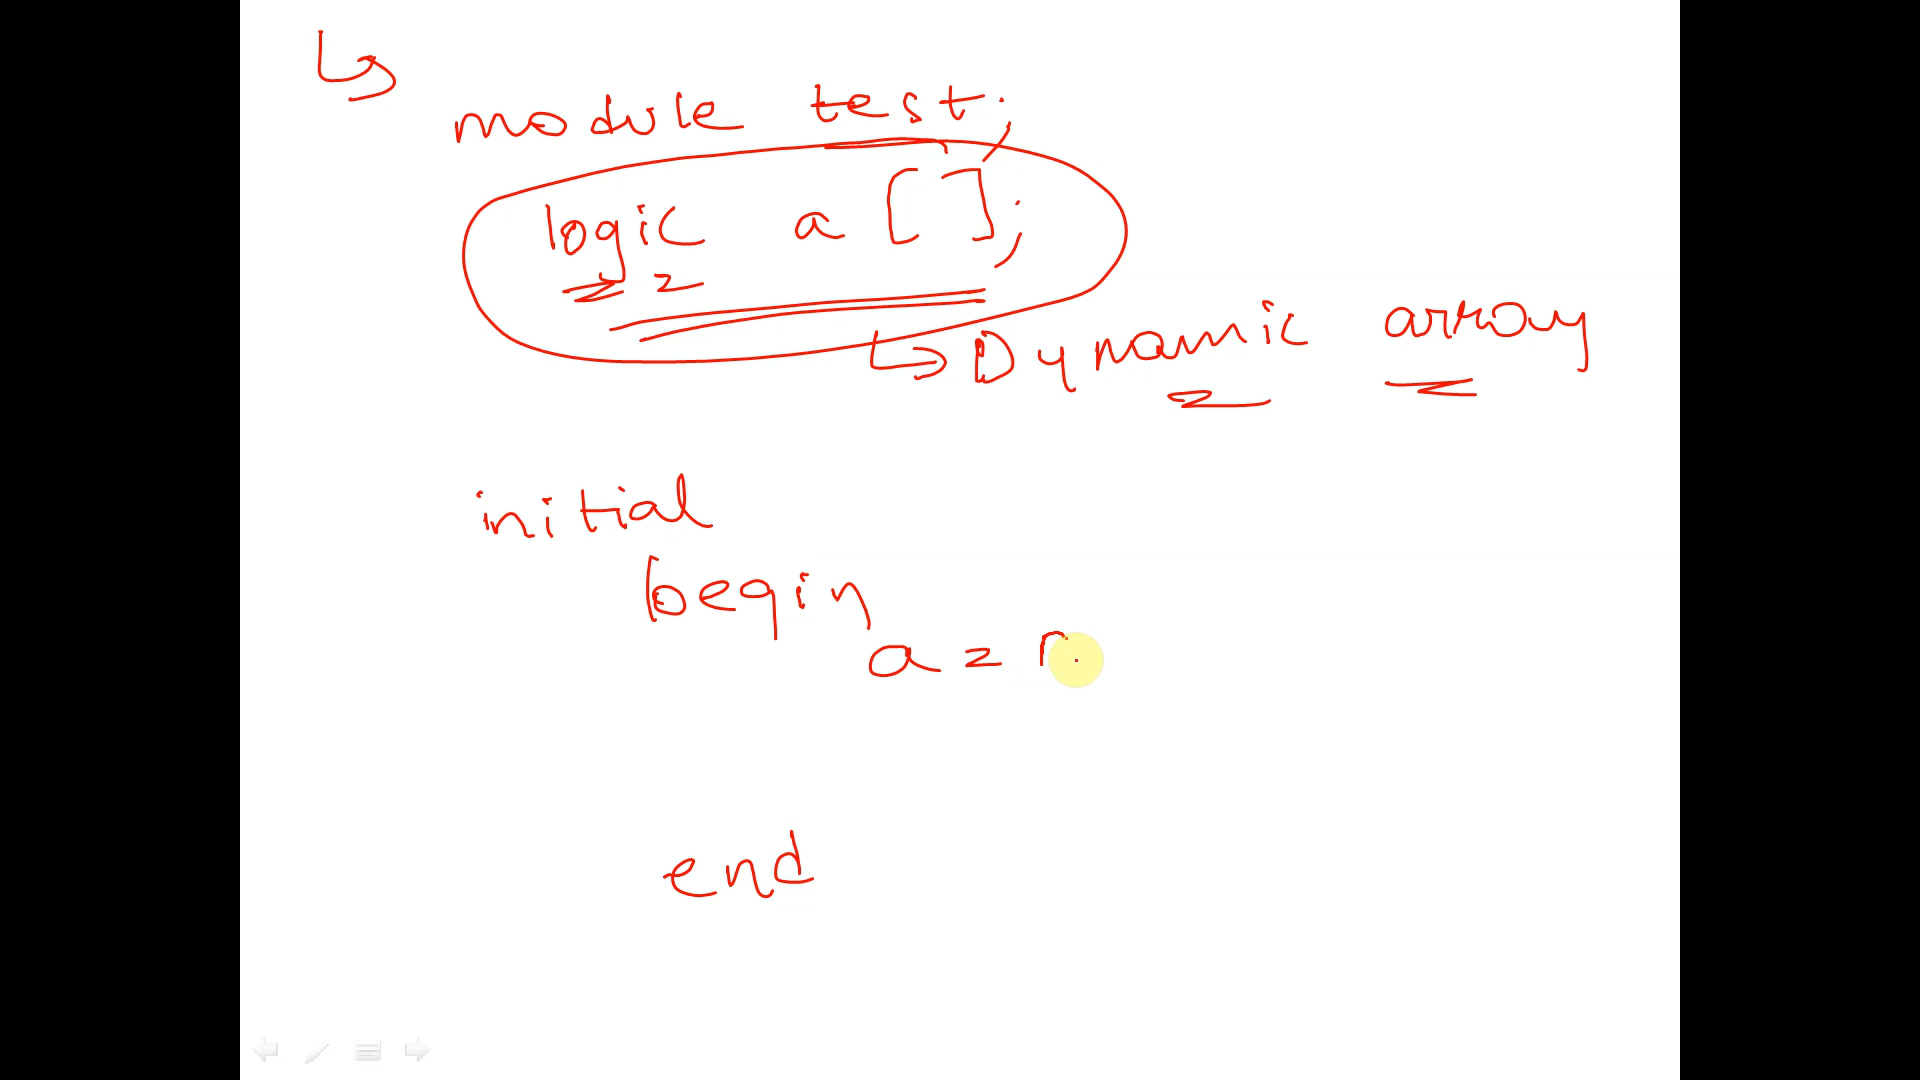 module test;
logic a [];
Dynamic array
initial
begin
a = n
end